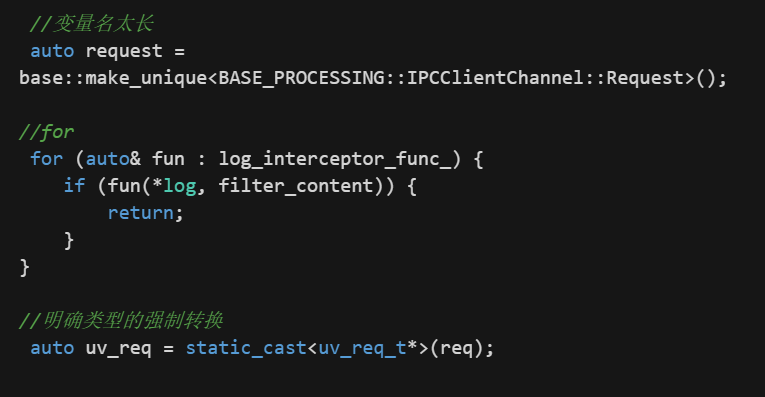 //变量名太长
auto request =
base::make_unique<BASE_PROCESSING::IPCClientChannel::Request>();
//for
for (auto& fun : log_interceptor_func_) {
if (fun(*log, filter_content)) {
return;
}
}
//明确类型的强制转换
auto uv_req = static_cast<uv_req_t*>(req);